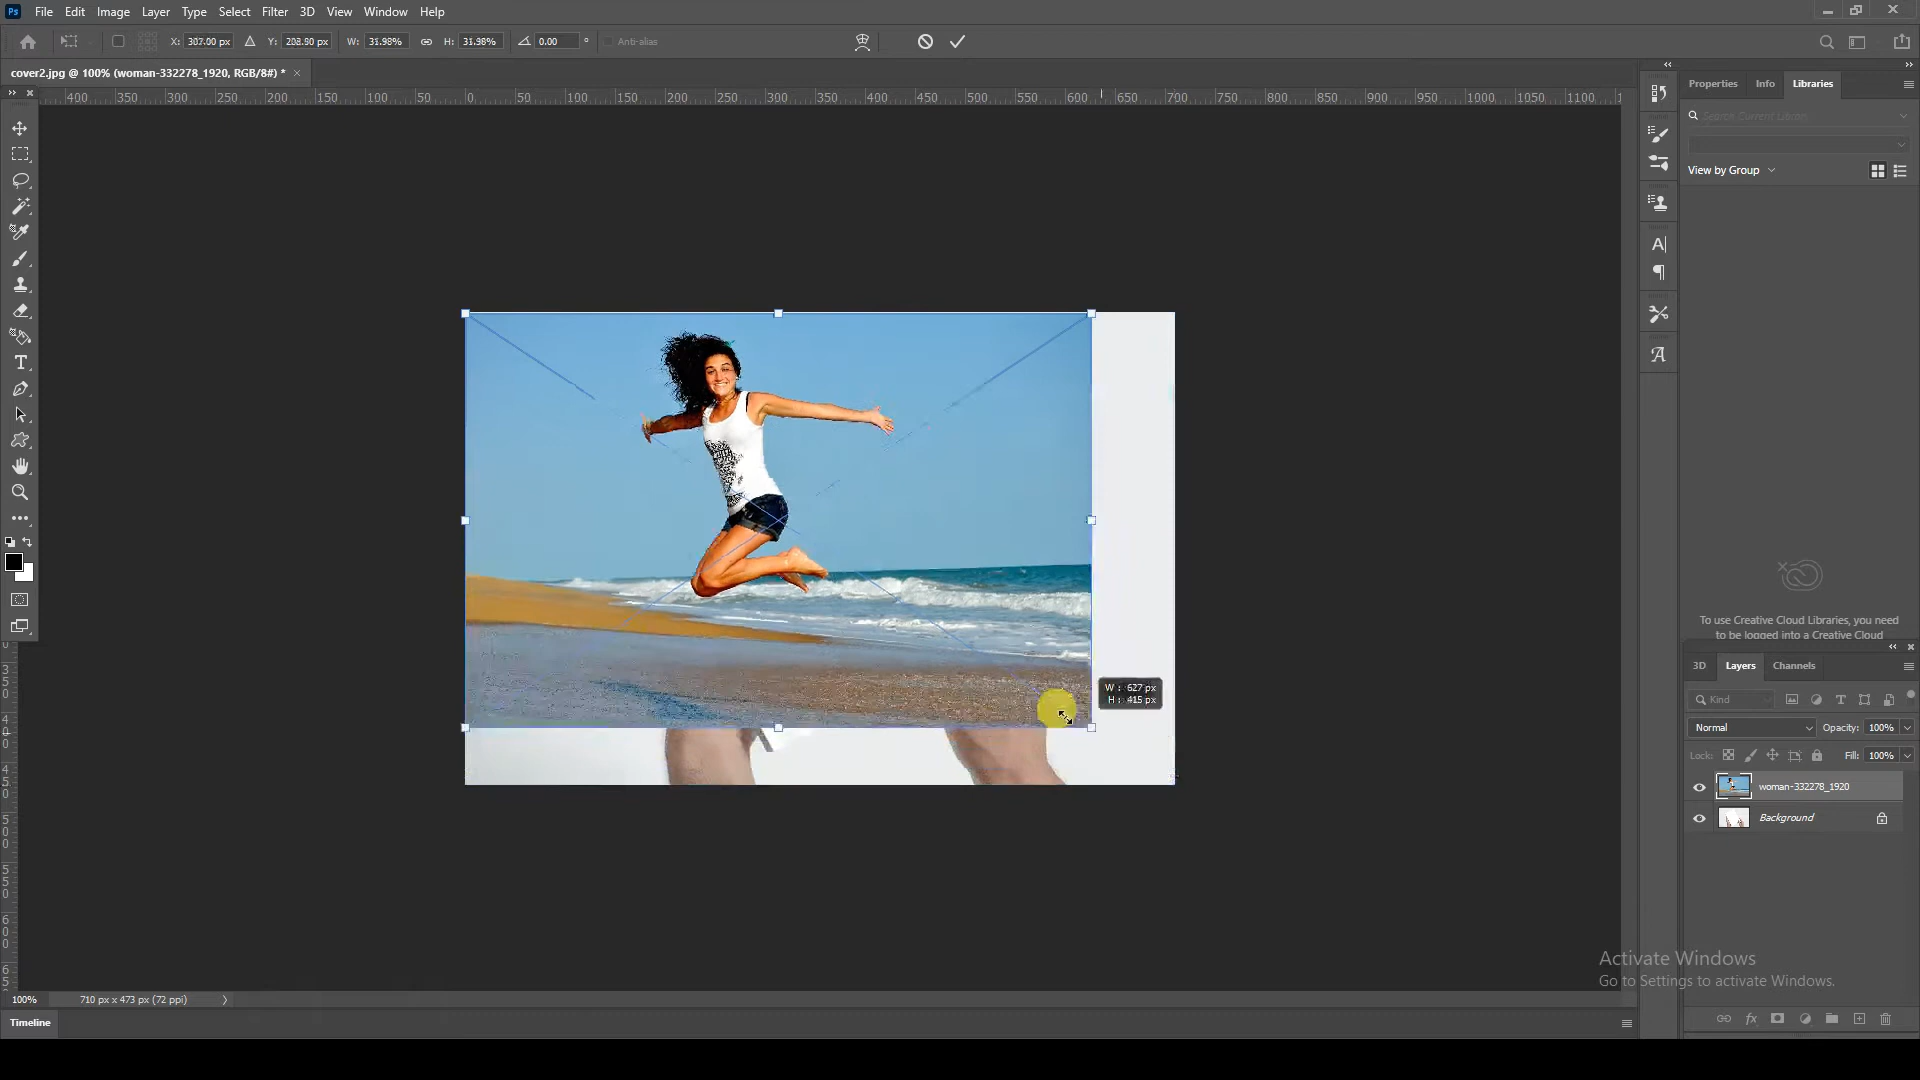 Ps File Edit Image Layer Type Select Filter 3D View Window Help
X: 307.00 px Y: 208.90 px W: 31.98% H: 31.98% 0.00 ° Anti-alias
cover2.jpg @ 100% (woman-332278_1920, RGB/8#) *
400 350 300 250 200 150 100 50 0 50 100 150 200 250 300 350 400 450 500 550 600 650 700 750 800 850 900 950 1000 1050 1100
Properties Info Libraries
Search Current Library
View by Group
To use Creative Cloud Libraries, you need
to be logged into a Creative Cloud
3D Layers Channels
Kind
W : 627 px
H : 415 px
Normal Opacity: 100%
Lock: Fill: 100%
woman-332278_1920
Background
Activate Windows
Go to Settings to activate Windows.
100% 710 px x 473 px (72 ppi)
Timeline